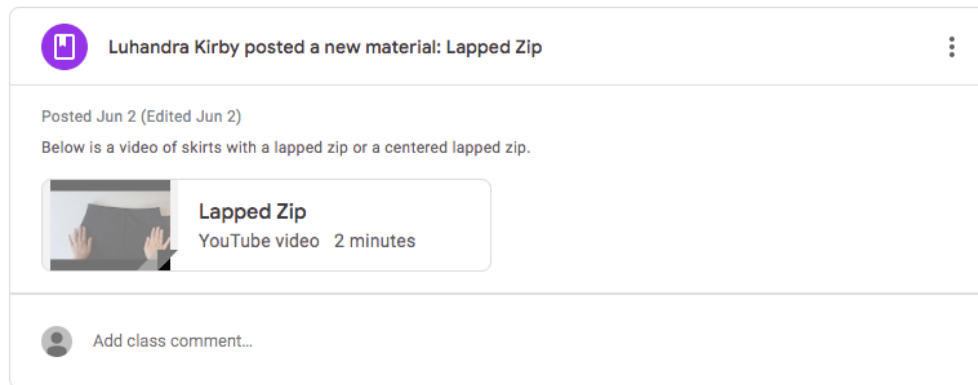 Luhandra Kirby posted a new material: Lapped Zip
Posted Jun 2 (Edited Jun 2)
Below is a video of skirts with a lapped zip or a centered lapped zip.
Lapped Zip
YouTube video 2 minutes
Add class comment...